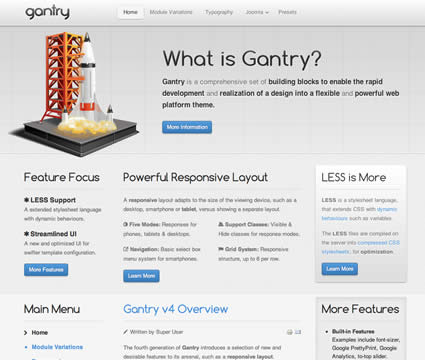 gantry
Home
Module Variations
Typography
Joomla
Presets
What is Gantry?
Gantry is a comprehensive set of building blocks to enable the rapid
development and realization of a design into a flexible and powerful web
platform theme.
More Information
Feature Focus
LESS Support
A extended stylesheet language
with dynamic behaviours.
Streamlined UI
A new and optimized UI for
swifter template configuration.
More Features
Powerful Responsive Layout
A responsive layout adapts to the size of the viewing device, such as a
desktop, smartphone or tablet, versus showing a separate layout
Five Modes: Responses for
phones, tablets & desktops.
Support Classes: Visible &
Hide classes for responsive modes.
Navigation: Basic select box
menu system for smartphones.
Grid System: Responsive
structure, up to 6 per row.
Learn More
LESS is More
LESS is a stylesheet language,
that extends CSS with dynamic
behaviours such as variables.
The LESS files are compiled on
the server into compressed CSS
stylesheets, for optimization.
Learn More
Main Menu
Home
Module Variations
Gantry v4 Overview
Written by Super User
The fourth generation of Gantry introduces a selection of new and
desirable features to its arsenal, such as a responsive layout.
More Features
Built-in Features
Examples include font-sizer,
Google PrettyPrint, Google
Analytics, to-top slider.